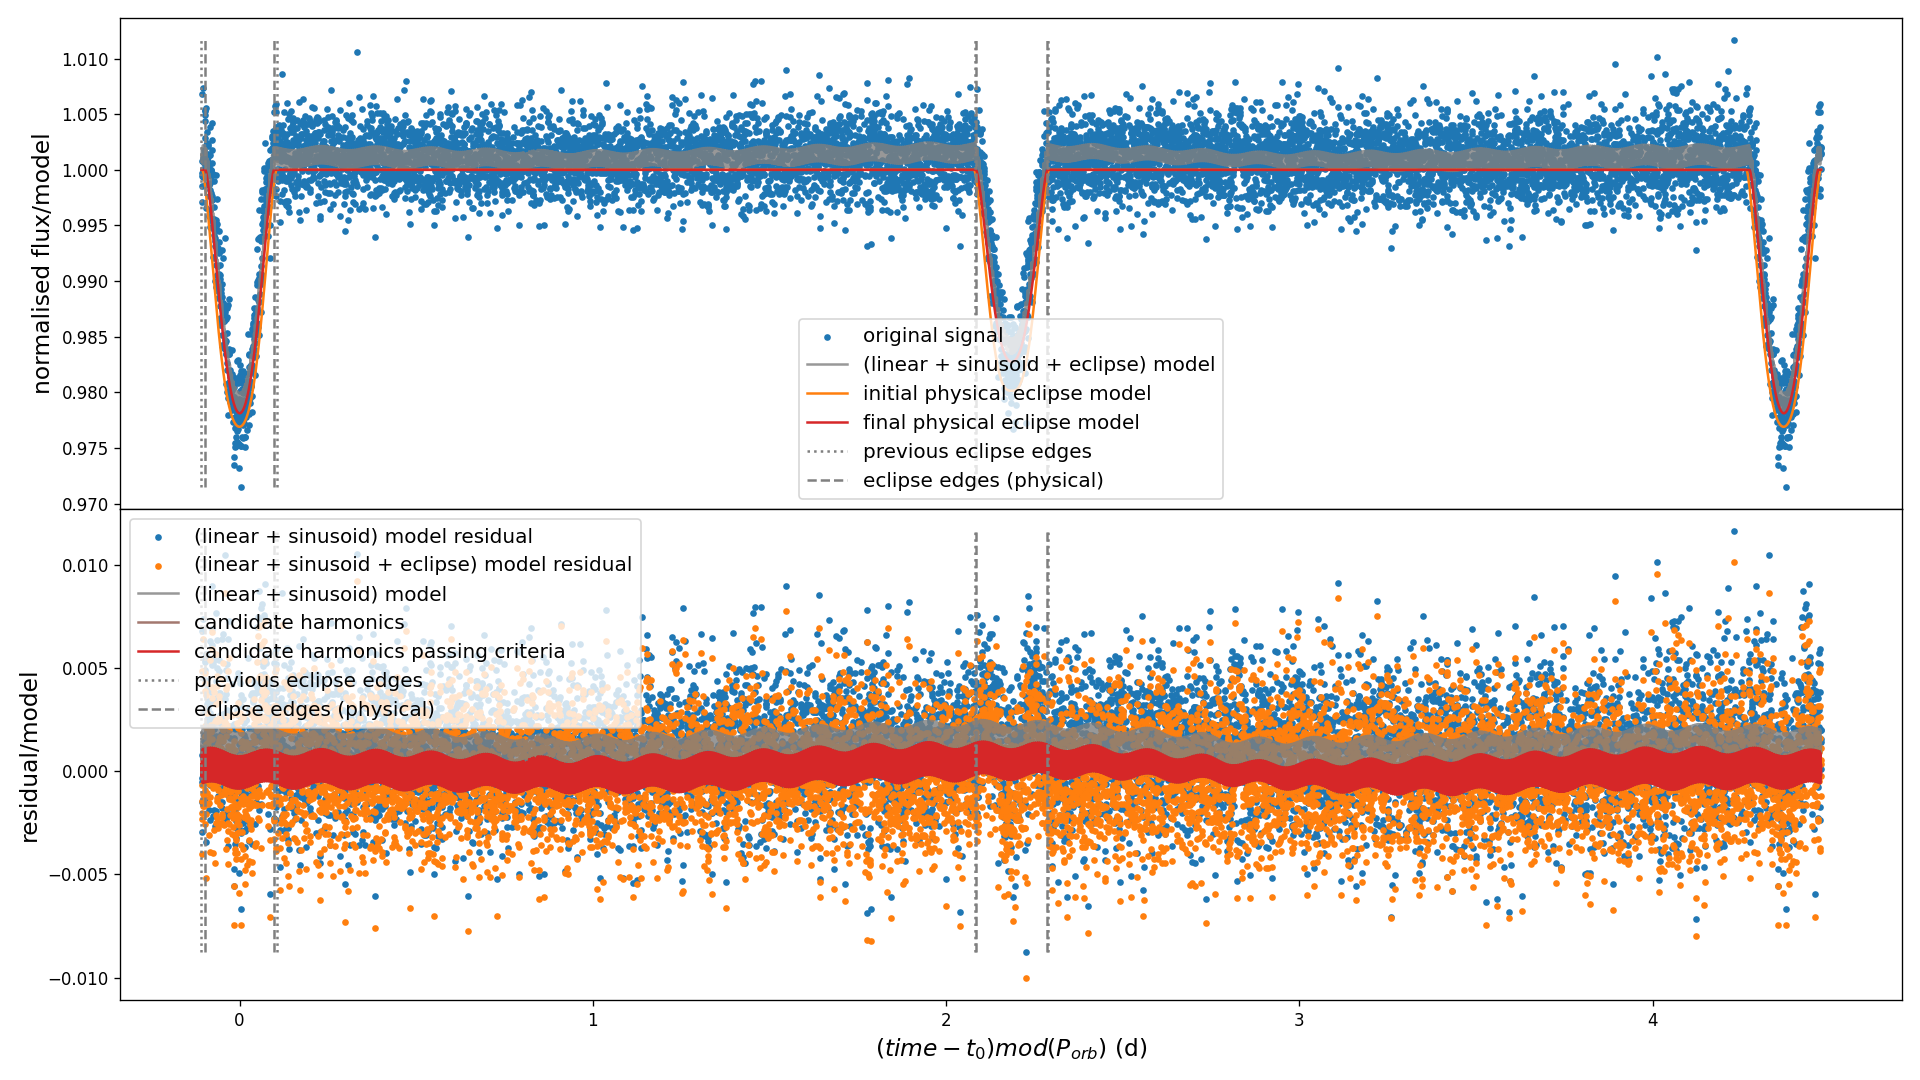 normalised flux/model
1.010
1.005
1.000
0.995
0.990
0.985
0.980
0.975
0.970
original signal
(linear + sinusoid + eclipse) model
initial physical eclipse model
final physical eclipse model
previous eclipse edges
eclipse edges (physical)
residual/model
0.010
0.005
0.000
−0.005
−0.010
(linear + sinusoid) model residual
(linear + sinusoid + eclipse) model residual
(linear + sinusoid) model
candidate harmonics
candidate harmonics passing criteria
previous eclipse edges
eclipse edges (physical)
0 1 2 3 4
(time − t₀)mod(P_orb) (d)